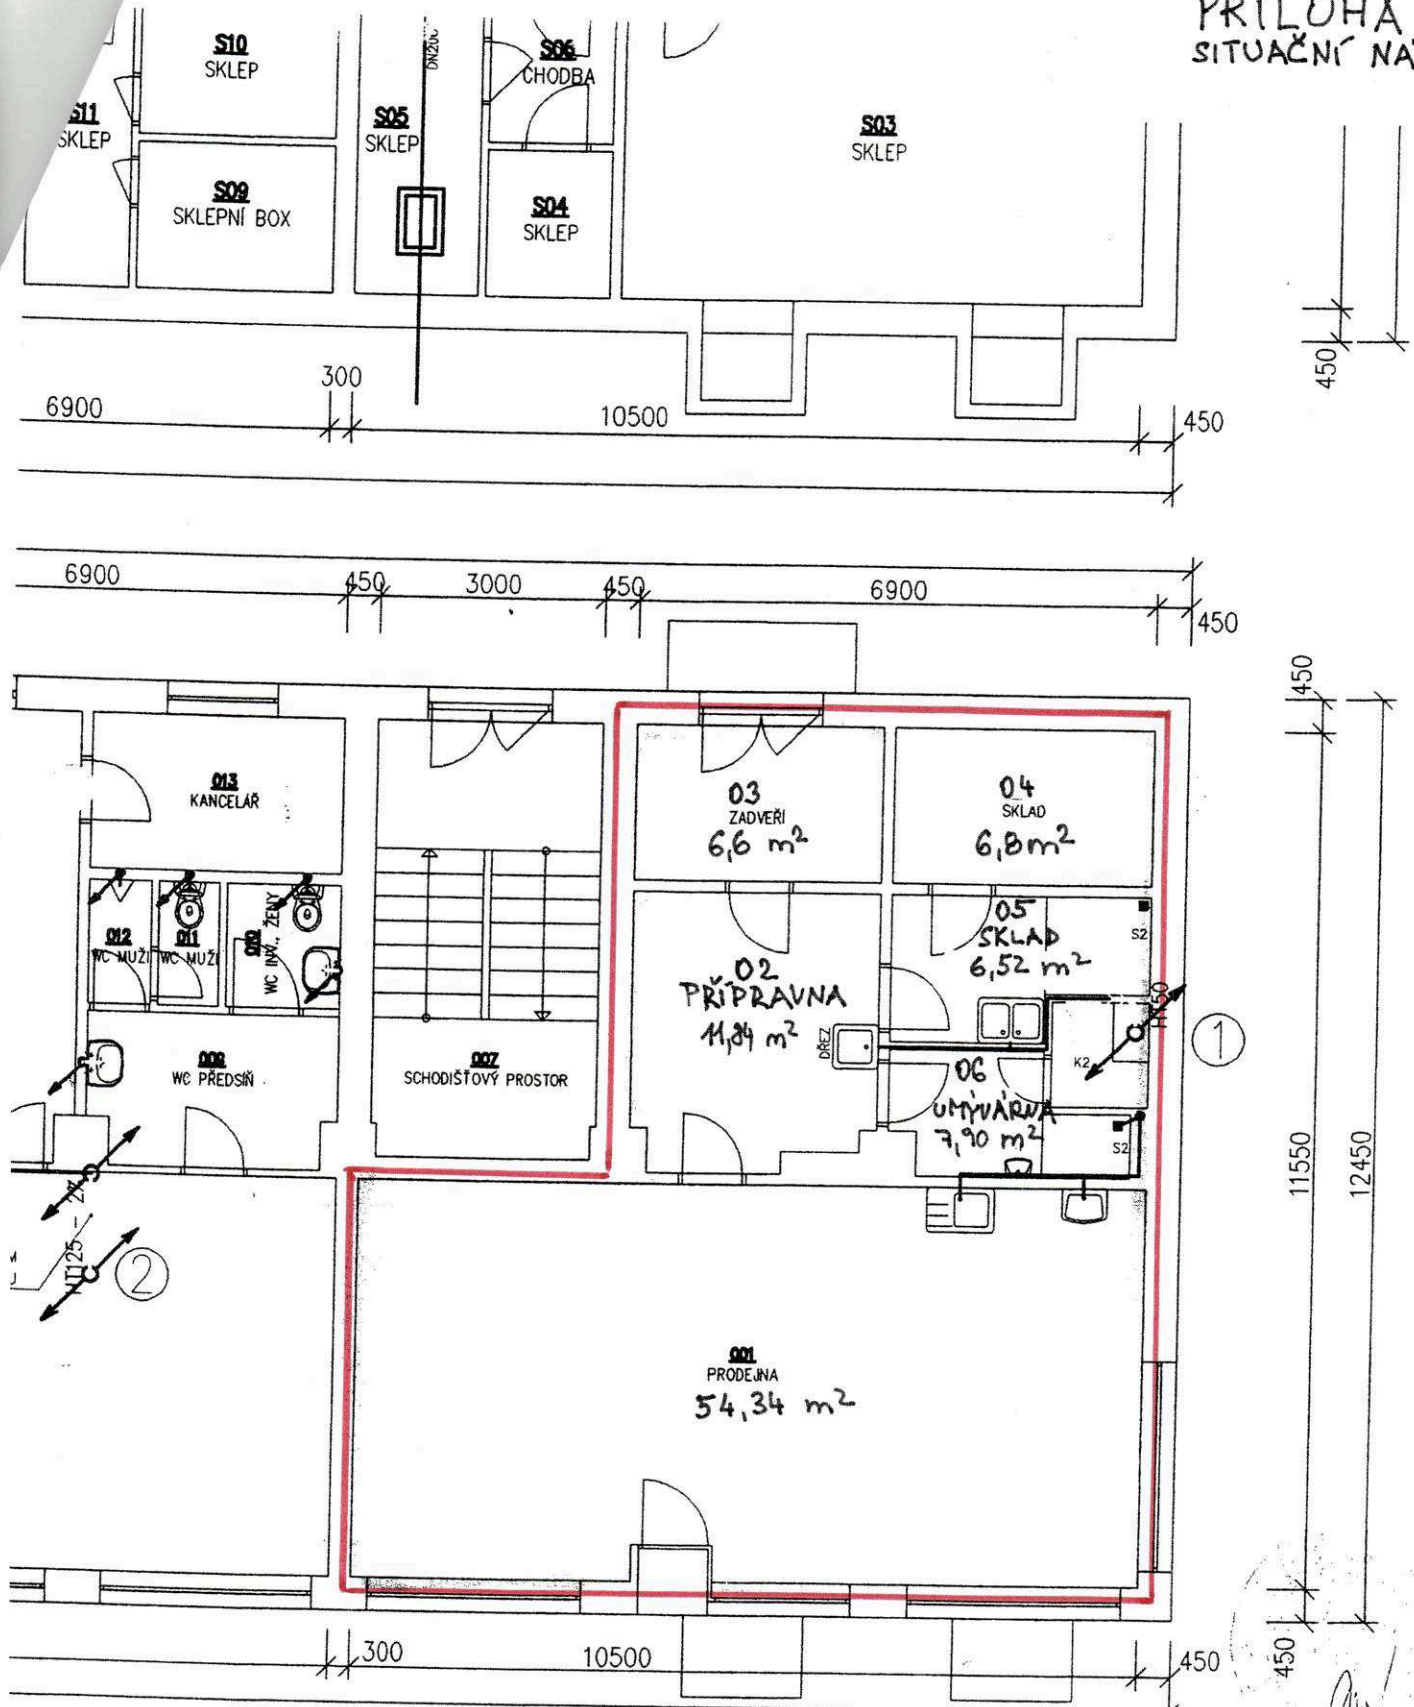 PŘÍLOHA
SITUAČNÍ
S10
SKLEP
S11
SKLEP
S09
SKLEPNÍ BOX
S05
SKLEP
S06
CHODBA
S04
SKLEP
S03
SKLEP
450
6900
300
10500
450
6900
450
3000
450
6900
450
450
013
KANCELÁŘ
03
ZADVEŘÍ
6,6 m²
04
SKLAD
6,8 m²
012
WC MUŽI
011
WC MUŽI
010
WC INV., ŽENY
007
SCHODIŠŤOVÝ PROSTOR
WC PŘEDSÍŇ
02
PŘÍPRAVNA
11,84 m²
DŘEZ
05
SKLAD
6,52 m²
S2
K2
1
06
UMÝVÁRNA
7,90 m²
S2
11550
12450
2
001
PRODEJNA
54,34 m²
300
10500
450
450